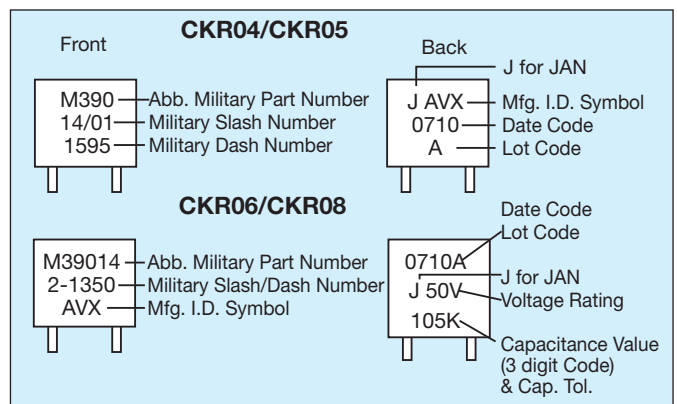 CKR04/CKR05
Front
M390
14/01
1595
Abb. Military Part Number
Military Slash Number
Military Dash Number
Back
J AVX
0710
A
J for JAN
Mfg. I.D. Symbol
Date Code
Lot Code
CKR06/CKR08
M39014
2-1350
AVX
Abb. Military Part Number
Military Slash/Dash Number
Mfg. I.D. Symbol
0710A
J 50V
105K
Date Code
Lot Code
J for JAN
Voltage Rating
Capacitance Value
(3 digit Code)
& Cap. Tol.